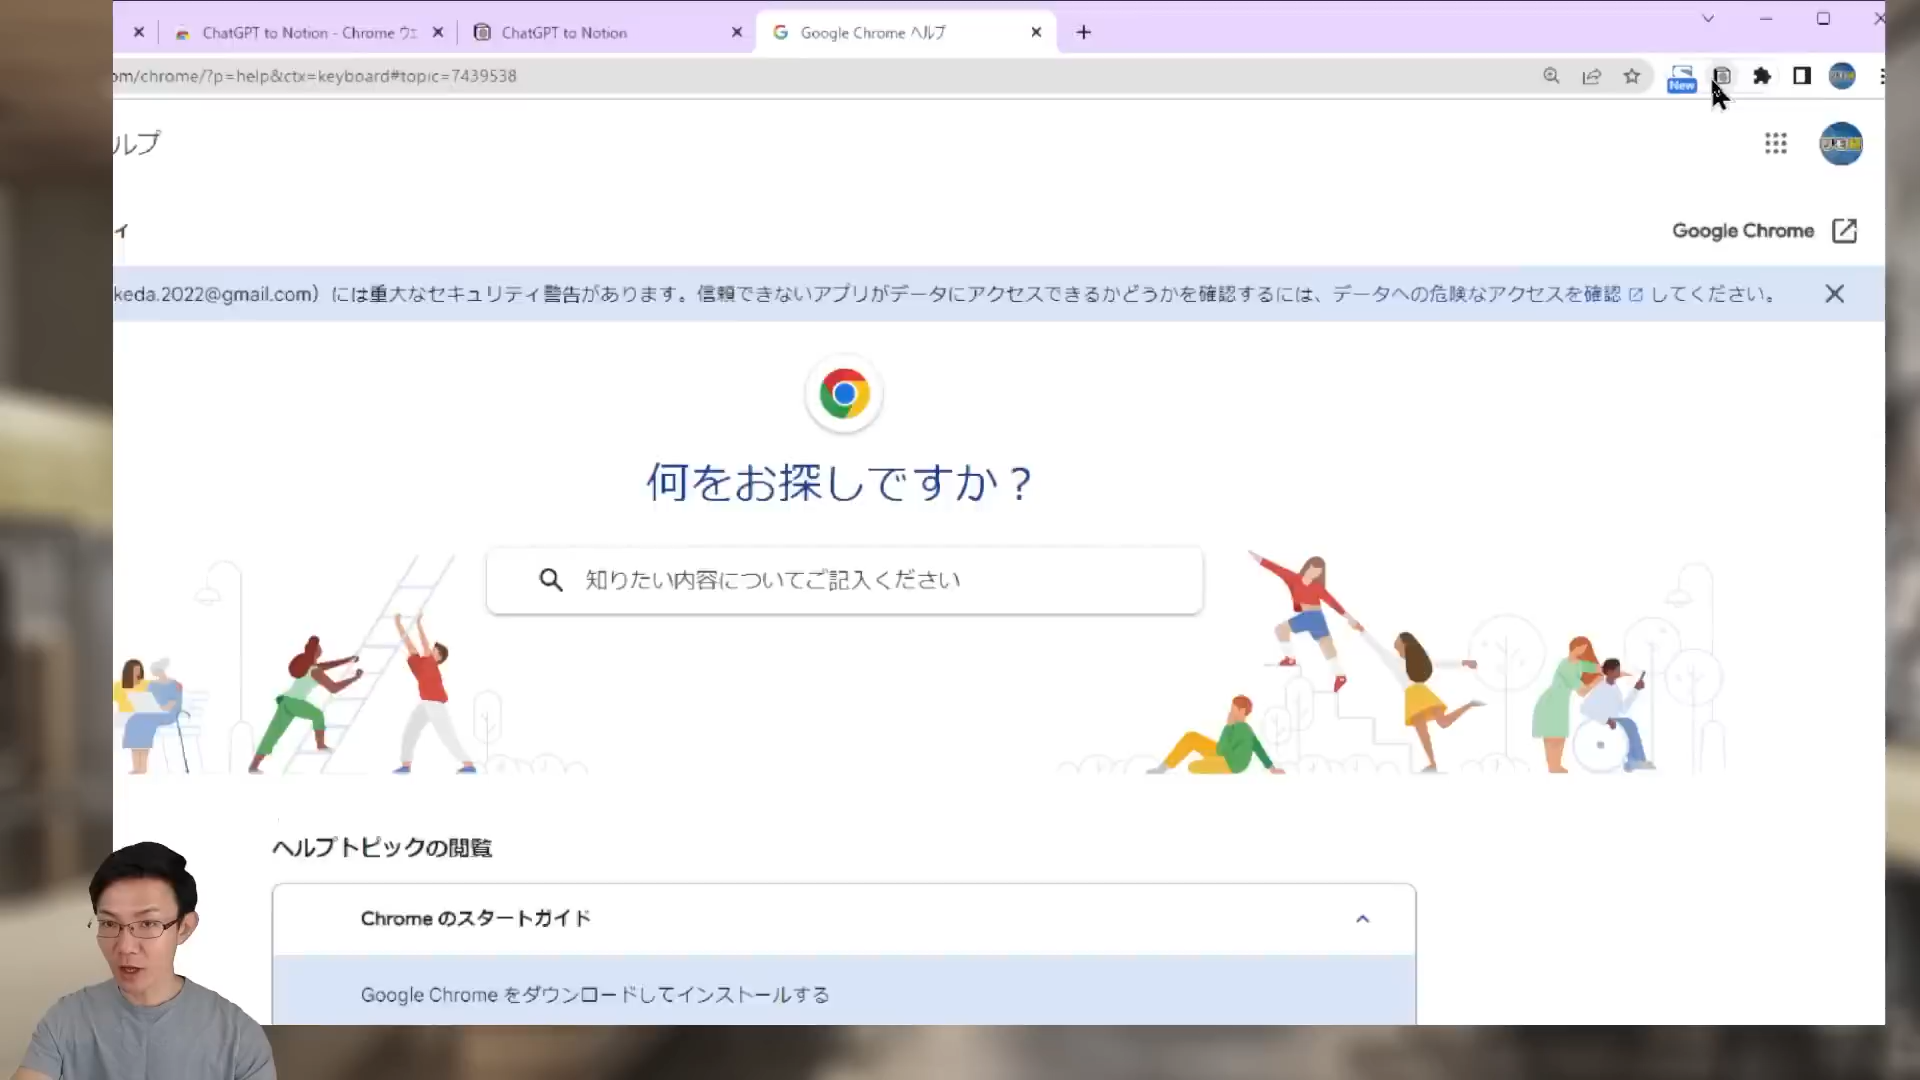 ChatGPT to Notion - Chrome ウェ
ChatGPT to Notion
Google Chrome ヘルプ
om/chrome/?p=help&ctx=keyboard#topic=7439538
New
ルプ
ィ
Google Chrome
keda.2022@gmail.com）には重大なセキュリティ警告があります。信頼できないアプリがデータにアクセスできるかどうかを確認するには、データへの危険なアクセスを確認 してください。
何をお探しですか？
知りたい内容についてご記入ください
ヘルプトピックの閲覧
Chrome のスタートガイド
Google Chrome をダウンロードしてインストールする